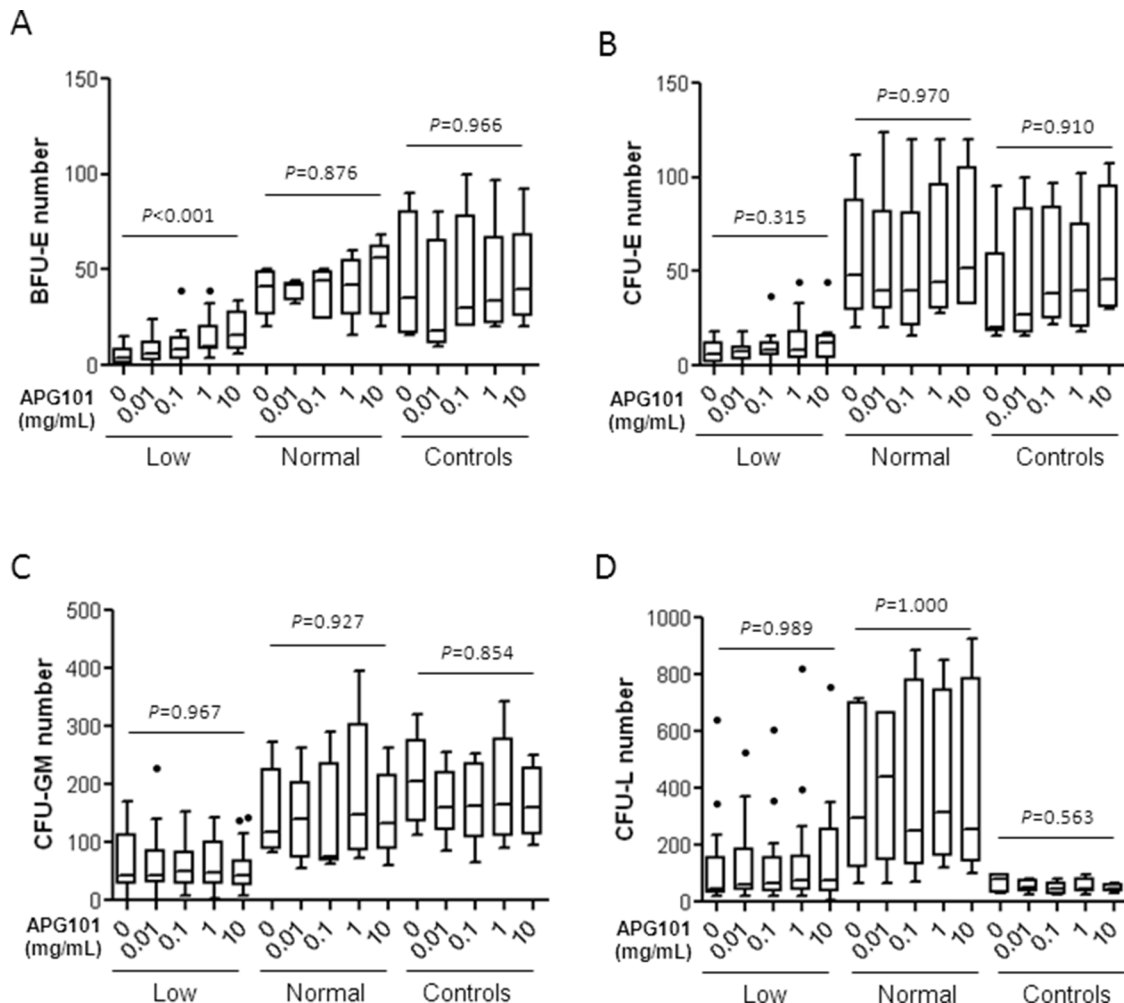 A
BFU-E number
150
100
50
0
P<0.001
P=0.876
P=0.966
APG101
(mg/mL)
0 0.01 0.1 1 10 0 0.01 0.1 1 10 0 0.01 0.1 1 10
Low Normal Controls
B
CFU-E number
150
100
50
0
P=0.315
P=0.970
P=0.910
APG101
(mg/mL)
0 0.01 0.1 1 10 0 0.01 0.1 1 10 0 0..01 0.1 1 10
Low Normal Controls
C
CFU-GM number
500
400
300
200
100
0
P=0.967
P=0.927
P=0.854
APG101
(mg/mL)
0 0.01 0.1 1 10 0 0.01 0.1 1 10 0 0.01 0.1 1 10
Low Normal Controls
D
CFU-L number
1000
800
600
400
200
0
P=0.989
P=1.000
P=0.563
APG101
(mg/mL)
0 0.01 0.1 1 10 0 0.01 0.1 1 10 0 0.01 0.1 1 10
Low Normal Controls